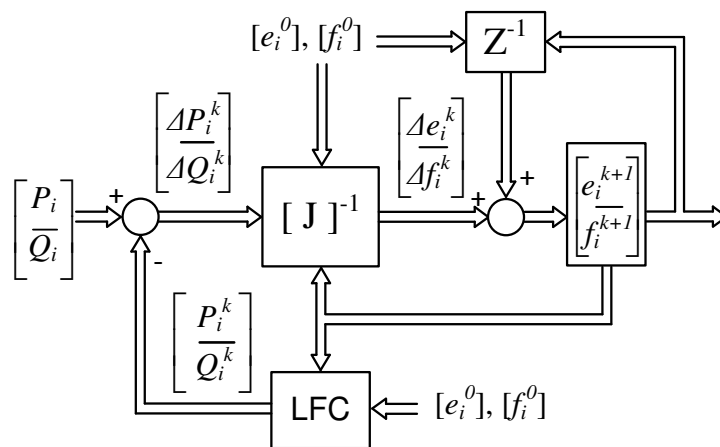 [e_i^0], [f_i^0]
Z^-1
[ΔP_i^k / ΔQ_i^k]
[Δe_i^k / Δf_i^k]
[P_i / Q_i]
+
[ J ]^-1
+
+
[e_i^k+1 / f_i^k+1]
-
[P_i^k / Q_i^k]
LFC
[e_i^0], [f_i^0]